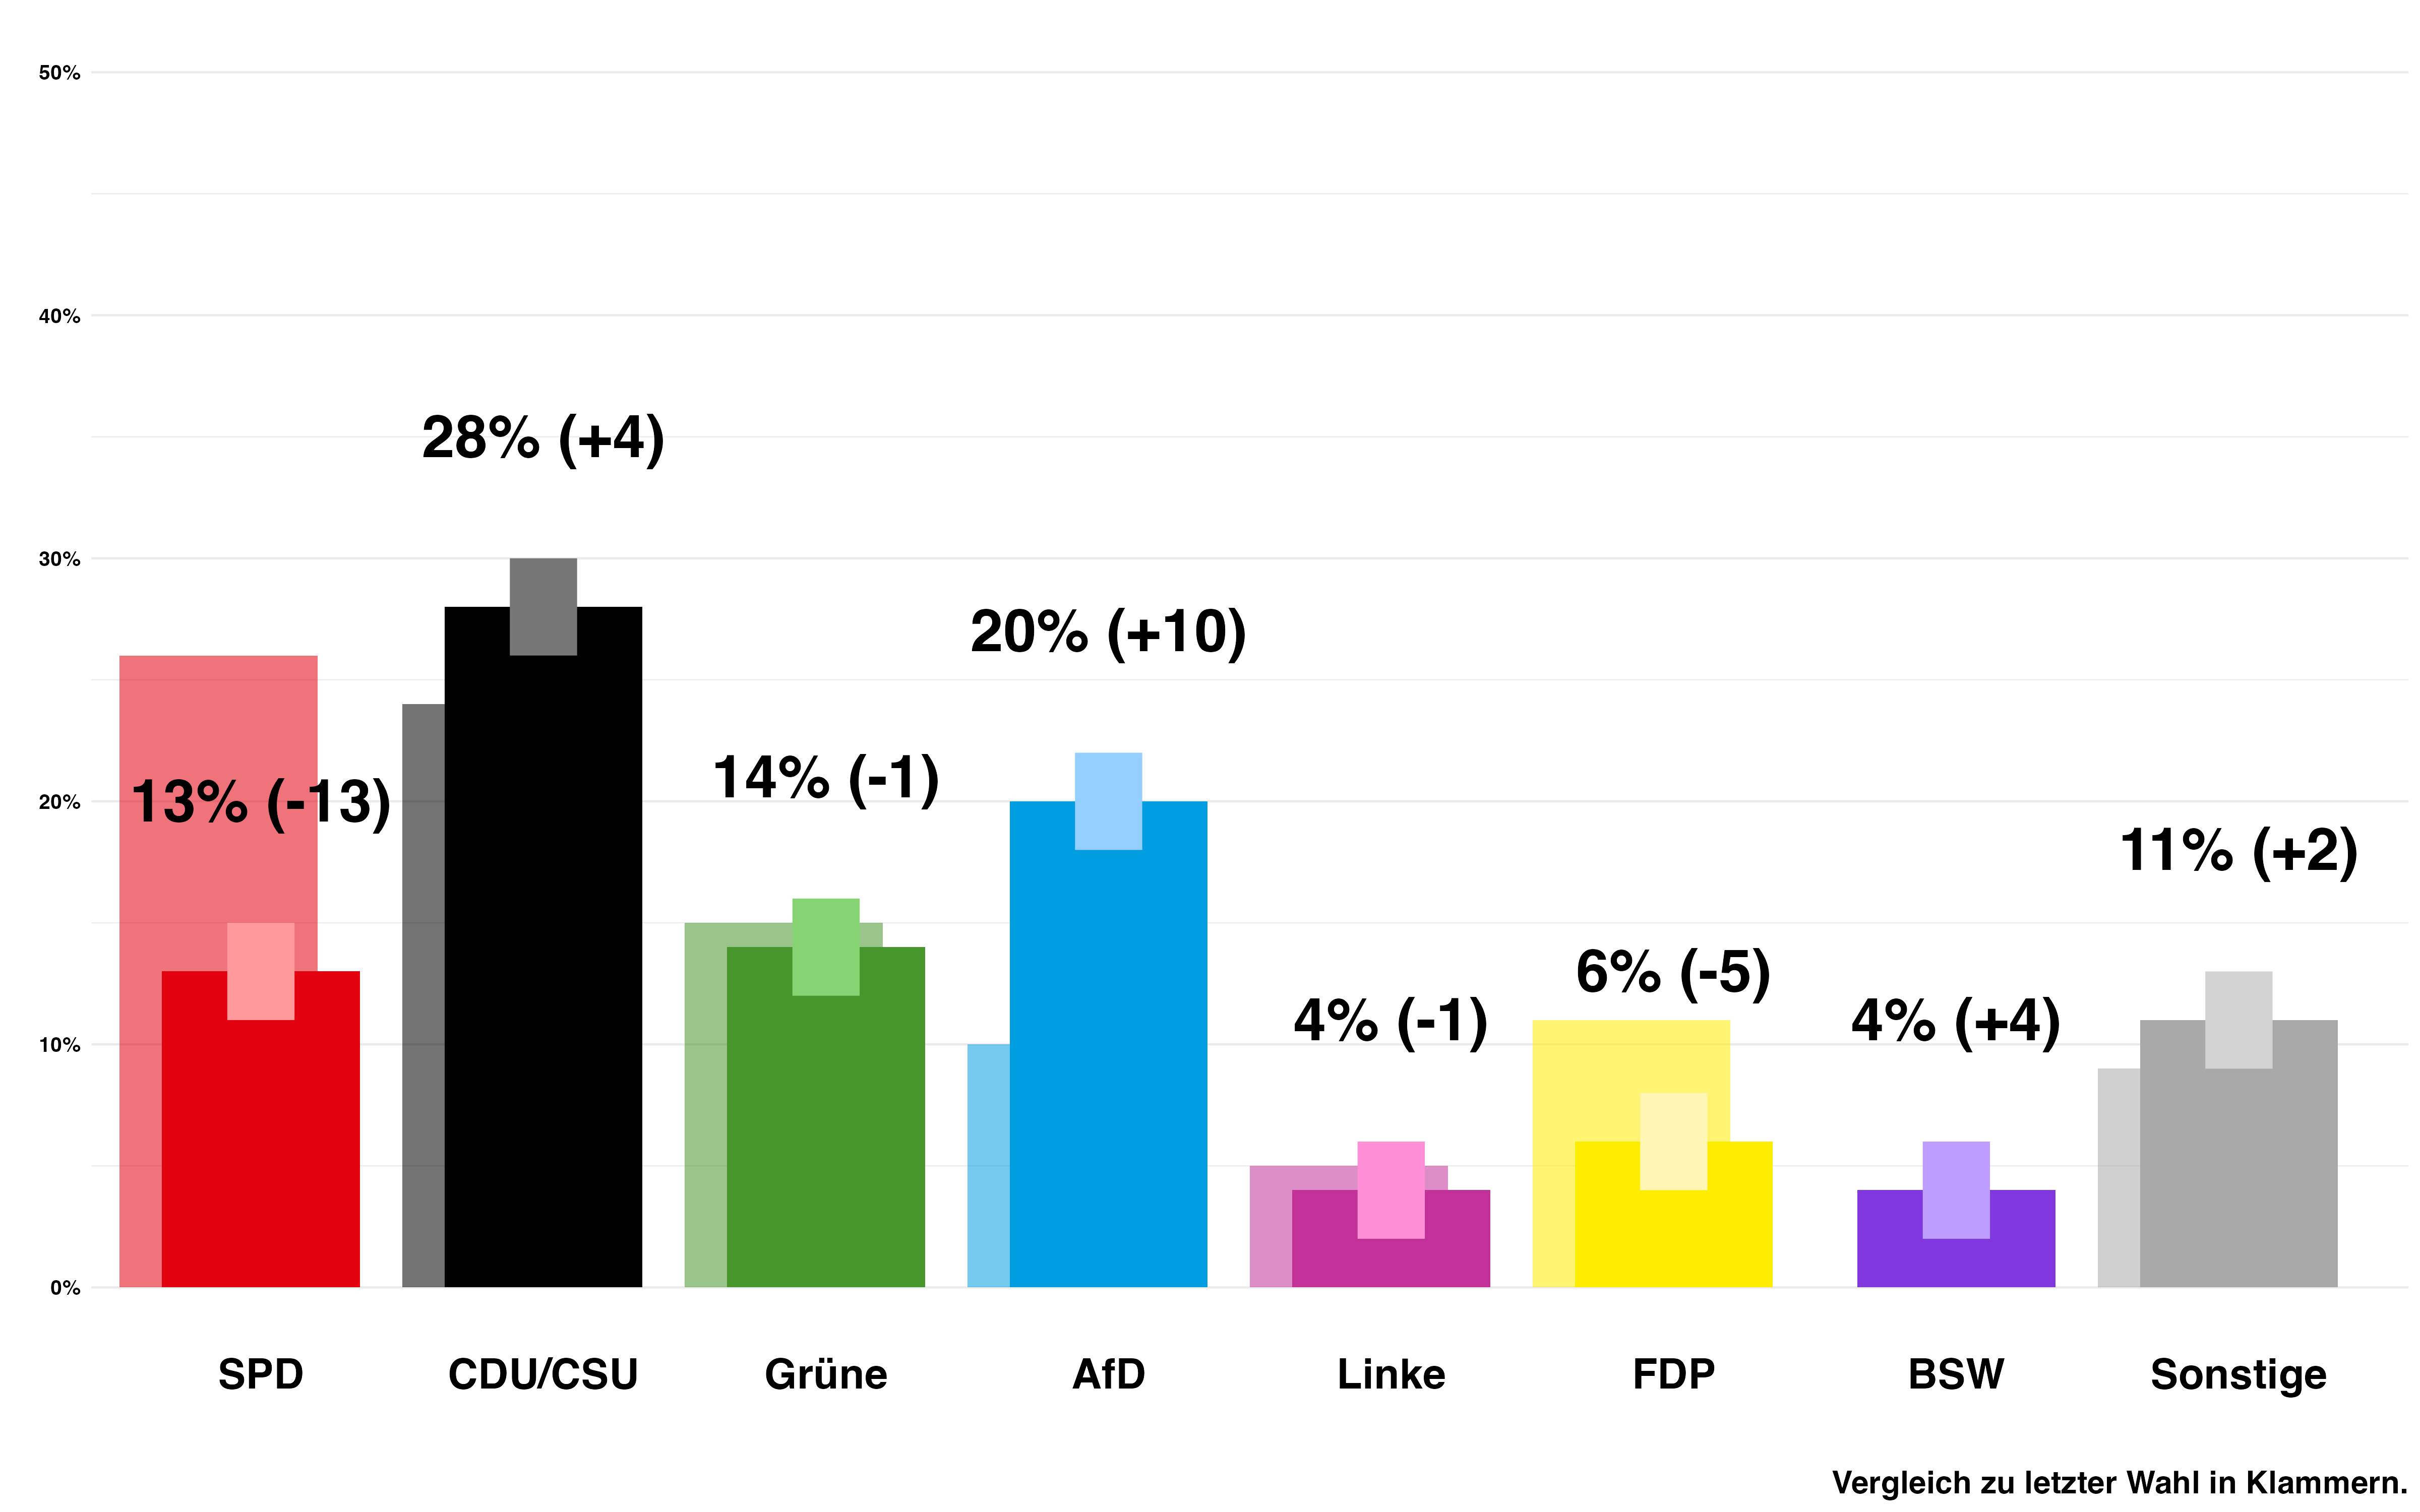 50%
40%
30%
20%
10%
0%
13% (-13)
28% (+4)
14% (-1)
20% (+10)
4% (-1)
6% (-5)
4% (+4)
11% (+2)
SPD
CDU/CSU
Grüne
AfD
Linke
FDP
BSW
Sonstige
Vergleich zu letzter Wahl in Klammern.